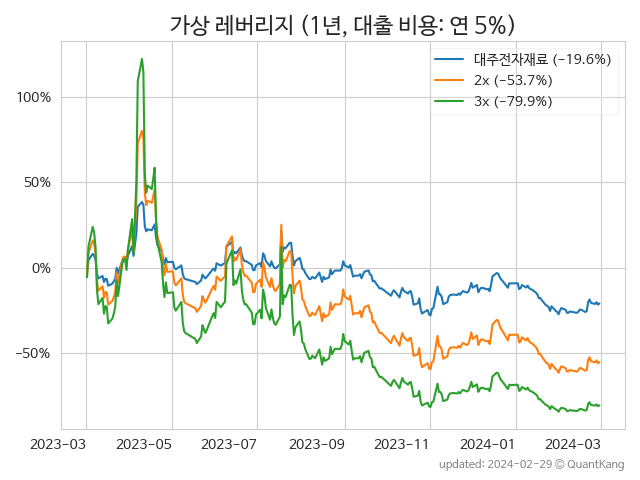 가상 레버리지 (1년, 대출 비용: 연 5%)
대주전자재료 (−19.6%)
2x (−53.7%)
3x (−79.9%)
100%
50%
0%
−50%
2023-03 2023-05 2023-07 2023-09 2023-11 2024-01 2024-03
updated: 2024-02-29 © QuantKang